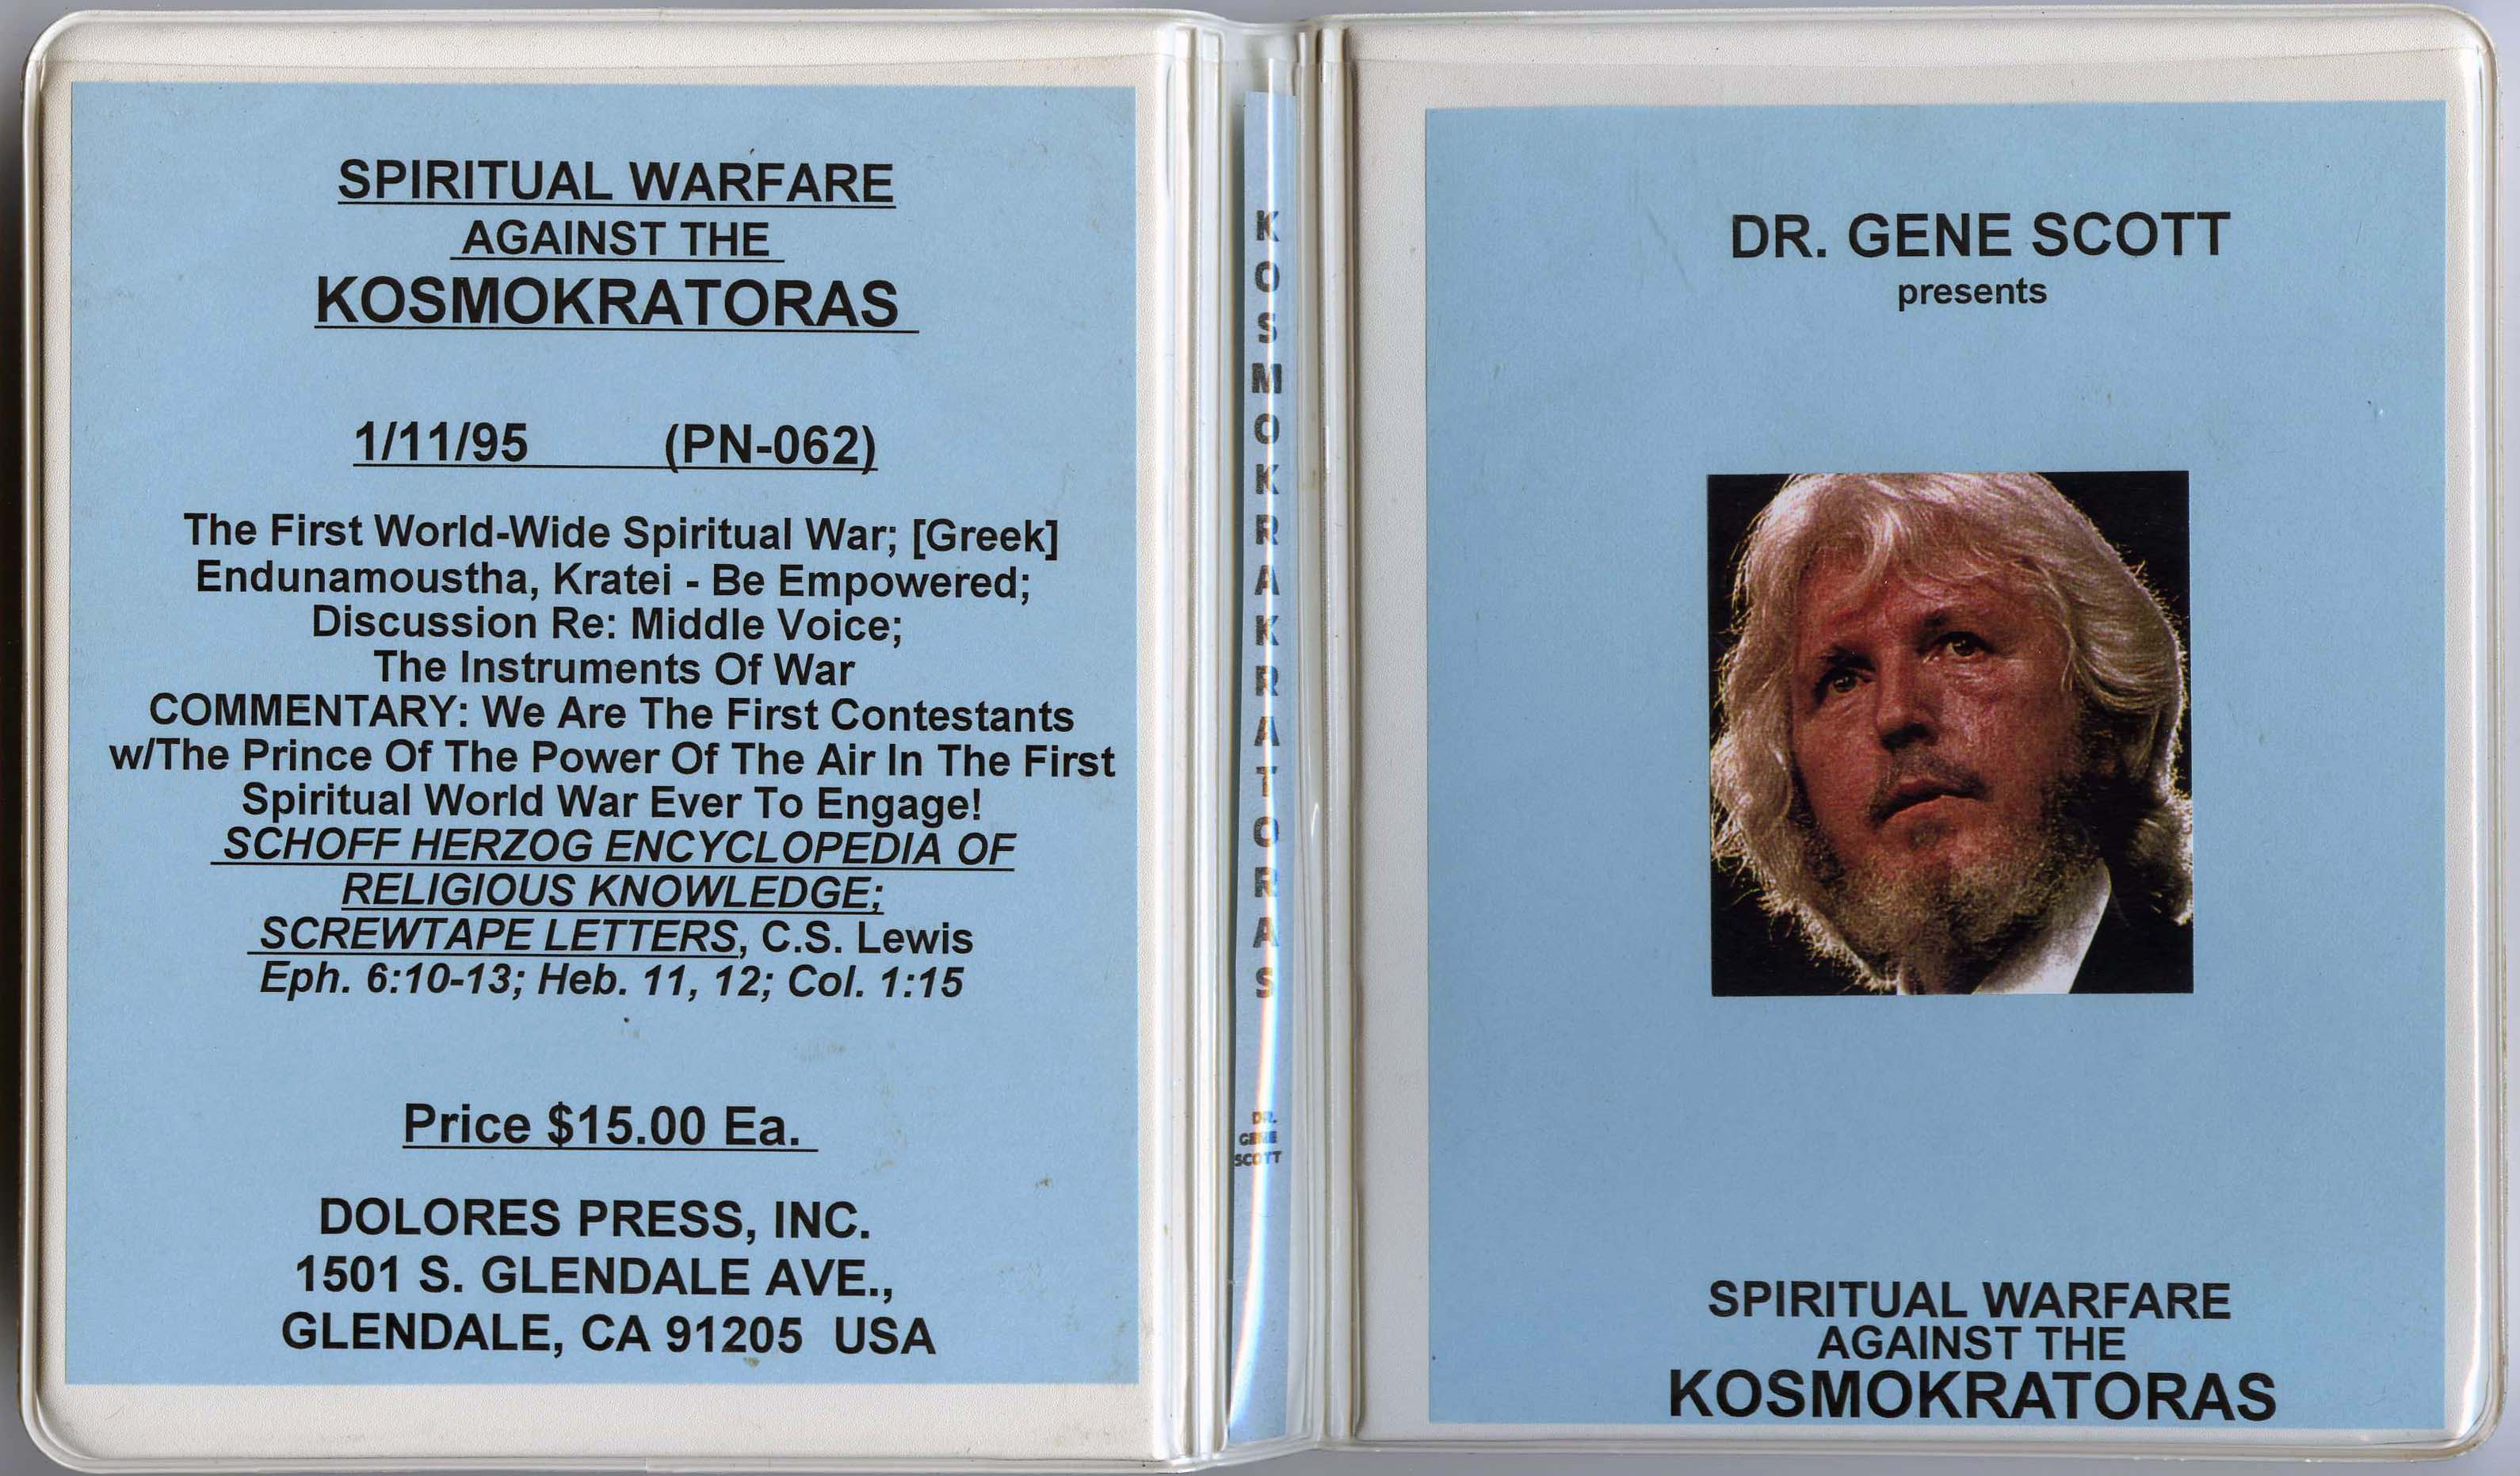 SPIRITUAL WARFARE
AGAINST THE
KOSMOKRATORAS
1/11/95 (PN-062)
The First World-Wide Spiritual War; [Greek]
Endunamoustha, Kratei - Be Empowered;
Discussion Re: Middle Voice;
The Instruments Of War
COMMENTARY: We Are The First Contestants
w/The Prince Of The Power Of The Air In The First
Spiritual World War Ever To Engage!
SCHOFF HERZOG ENCYCLOPEDIA OF
RELIGIOUS KNOWLEDGE;
SCREWTAPE LETTERS, C.S. Lewis
Eph. 6:10-13; Heb. 11, 12; Col. 1:15
Price $15.00 Ea.
DOLORES PRESS, INC.
1501 S. GLENDALE AVE.,
GLENDALE, CA 91205 USA
KOSMOKRAKRATORAS
DR.
GENE
SCOTT
DR. GENE SCOTT
presents
SPIRITUAL WARFARE
AGAINST THE
KOSMOKRATORAS